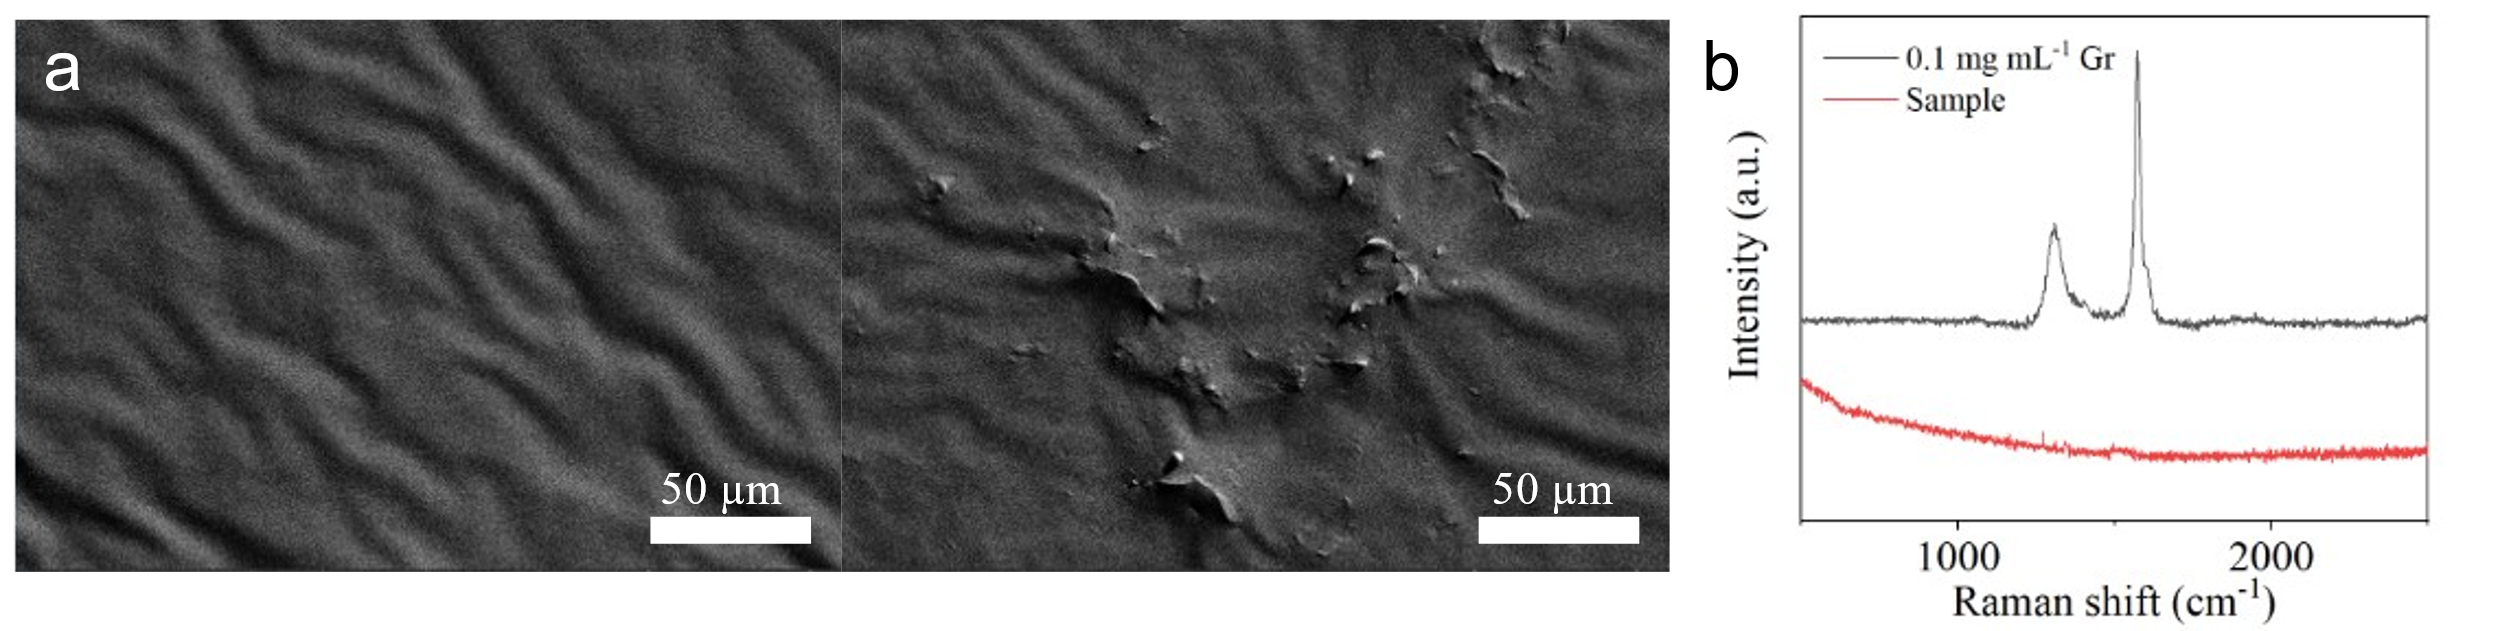 a
50 µm
50 µm
b
0.1 mg mL⁻¹ Gr
Sample
Intensity (a.u.)
1000 2000
Raman shift (cm⁻¹)